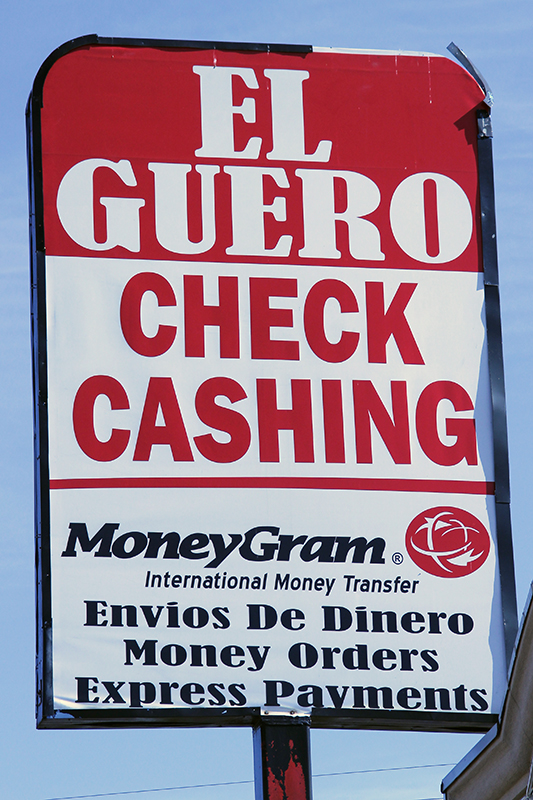 EL
GUERO
CHECK
CASHING
MoneyGram®
International Money Transfer
Envios De Dinero
Money Orders
Express Payments